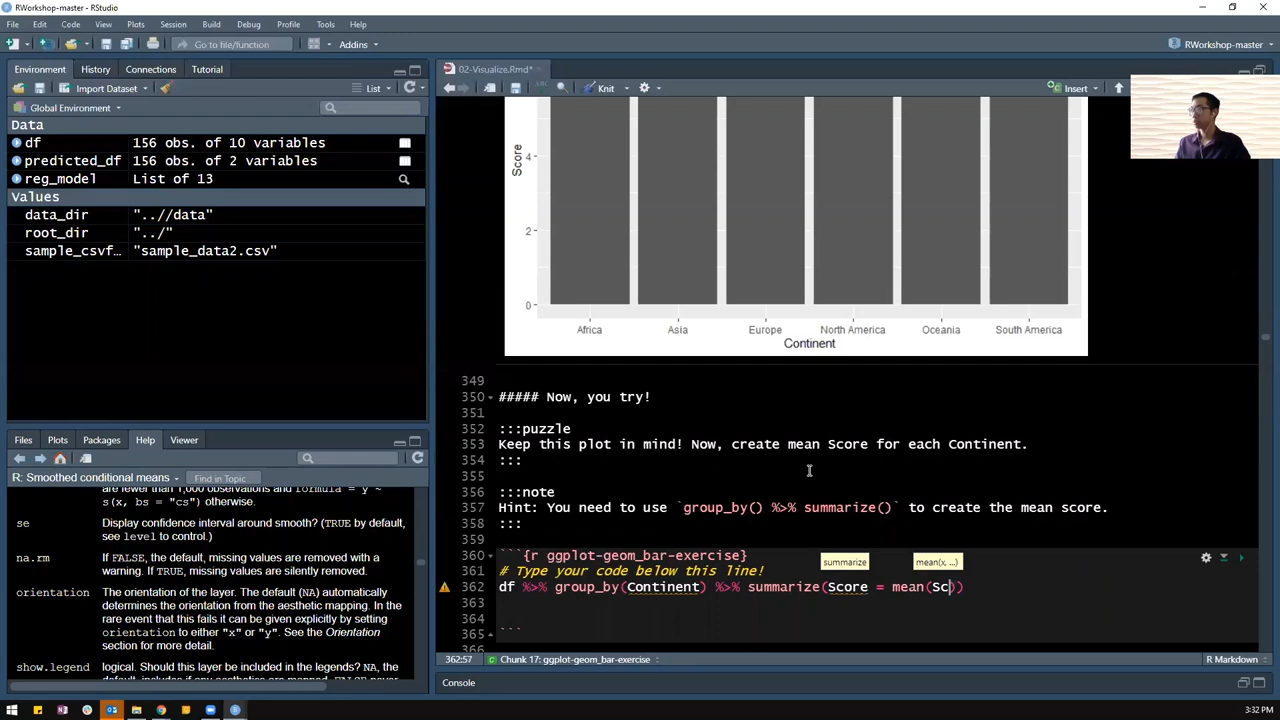 RWorkshop-master - RStudio
File Edit Code View Plots Session Build Debug Profile Tools Help
Go to file/function
Addins
RWorkshop-master
Environment History Connections Tutorial
Import Dataset
List
Global Environment
Data
df 156 obs. of 10 variables
predicted_df 156 obs. of 2 variables
reg_model List of 13
Values
data_dir "..//data"
root_dir "../"
sample_csvf… "sample_data2.csv"
Files Plots Packages Help Viewer
R: Smoothed conditional means
Find in Topic
are fewer than 1,000 observations and formula = y ~
s(x, bs = "cs") otherwise.
se Display confidence interval around smooth? (TRUE by default,
see level to control.)
na.rm If FALSE, the default, missing values are removed with a
warning. If TRUE, missing values are silently removed.
orientation The orientation of the layer. The default (NA) automatically
determines the orientation from the aesthetic mapping. In
the rare event that this fails it can be given explicitly by setting
orientation to either "x" or "y". See the Orientation
section for more detail.
show.legend logical. Should this layer be included in the legends? NA, the
02-Visualize.Rmd*
Knit
Insert
Score
4
2
0
Africa Asia Europe North America Oceania South America
Continent
349
350 ##### Now, you try!
351
352 :::puzzle
353 Keep this plot in mind! Now, create mean Score for each Continent.
354 :::
355
356 :::note
357 Hint: You need to use `group_by() %>% summarize()` to create the mean score.
358 :::
359
360 ```{r ggplot-geom_bar-exercise}
summarize mean(x, ...)
361 # Type your code below this line!
362 df %>% group_by(Continent) %>% summarize(Score = mean(Sc))
363
364
365 ```
366
362:57 Chunk 17: ggplot-geom_bar-exercise R Markdown
Console
3:32 PM